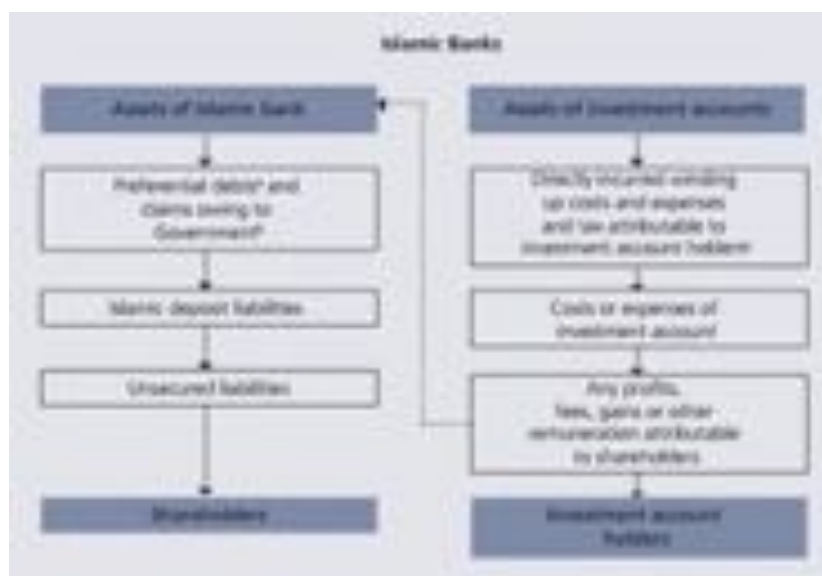 Islamic Banks
Assets of Islamic bank
Preferential debts and
claims owing to
Government
Islamic deposit liabilities
Unsecured liabilities
Shareholders
Assets of investment accounts
Directly incurred winding
up costs and expenses
and tax attributable to
investment account holders
Costs or expenses of
investment account
Any profits,
fees, gains or other
remuneration attributable
to shareholders
Investment account
holders